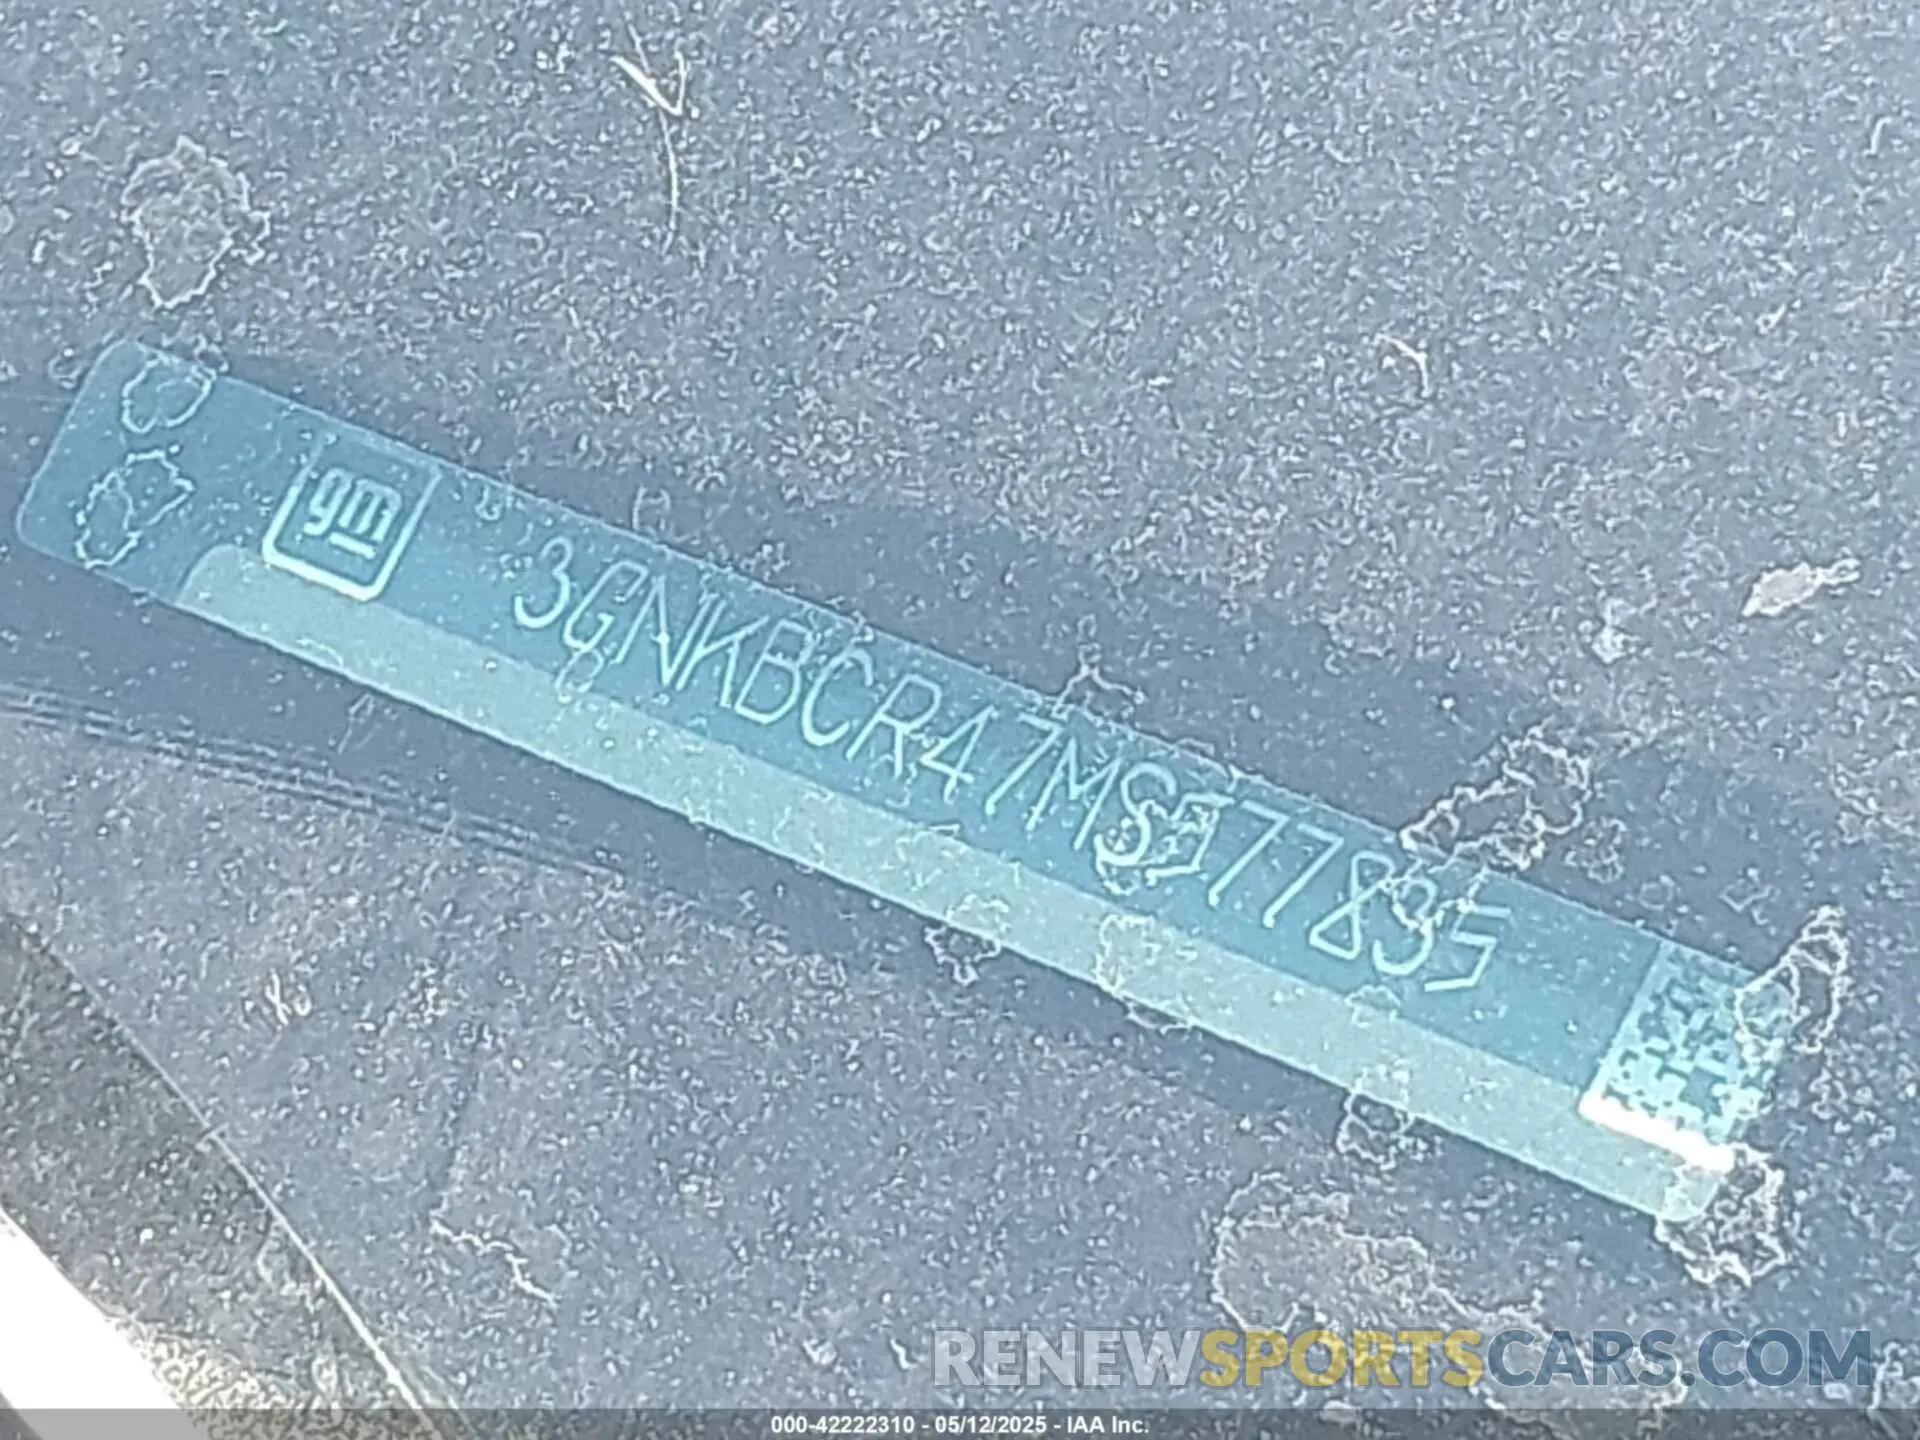 gm 3GNKBCR47MS577835
RENEWSPORTSCARS.COM
000-42222310 - 05/12/2025 - IAA Inc.